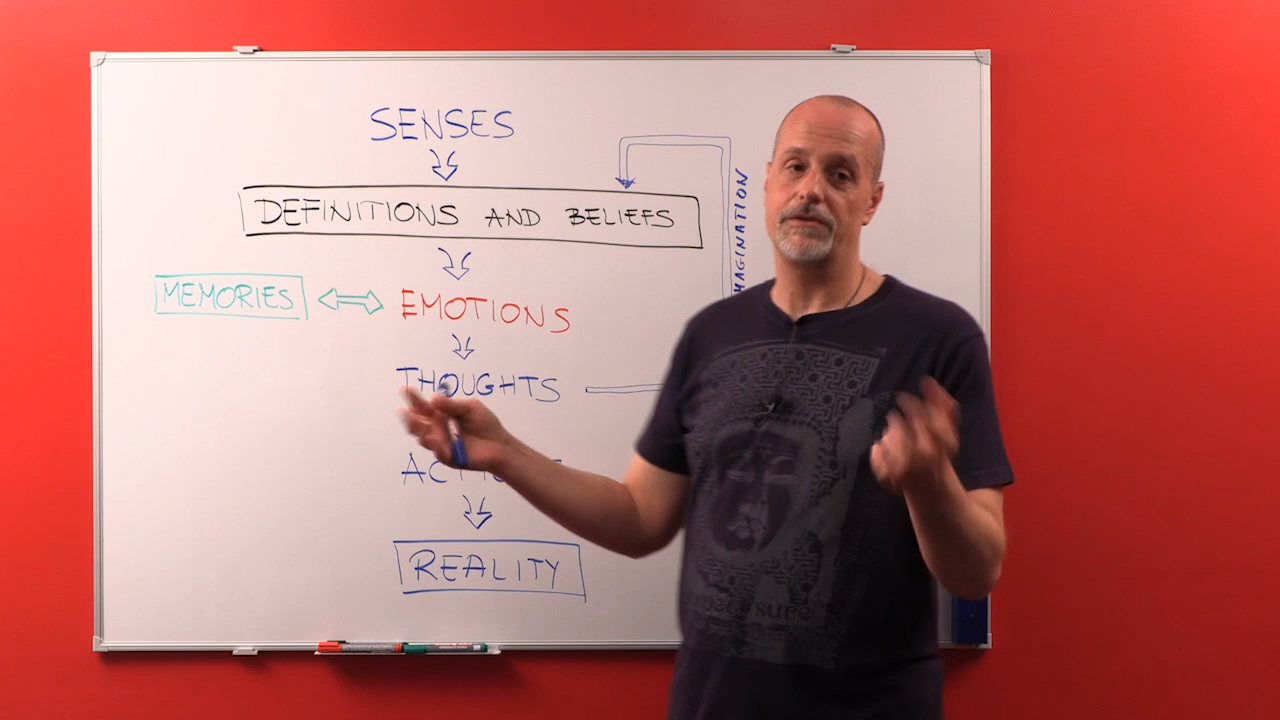 SENSES
DEFINITIONS AND BELIEFS
MEMORIES
EMOTIONS
THOUGHTS
REALITY